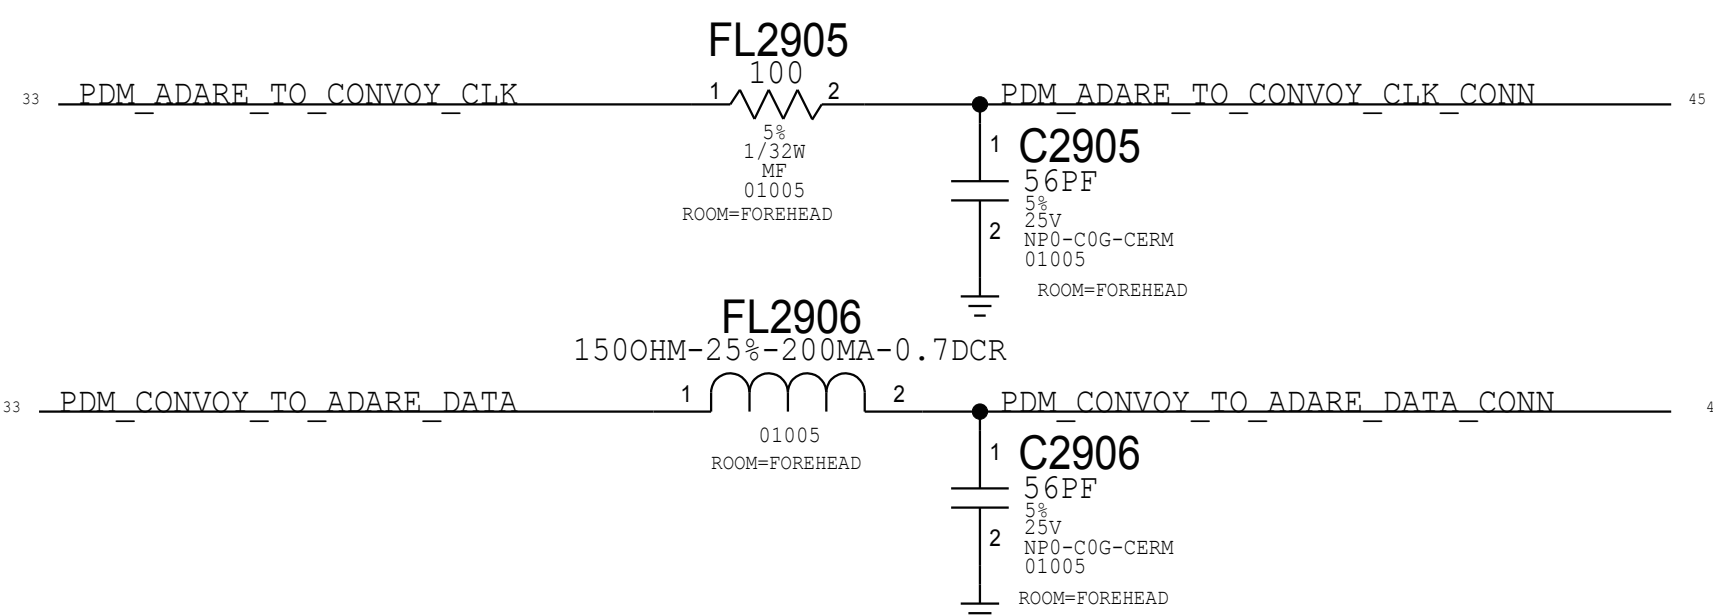 FL2905
100
33 PDM_ADARE_TO_CONVOY_CLK 1 2 PDM_ADARE_TO_CONVOY_CLK_CONN 45
5%
1/32W
MF
01005
ROOM=FOREHEAD
1 C2905
56PF
5%
25V
2 NP0-C0G-CERM
01005
ROOM=FOREHEAD
FL2906
150OHM-25%-200MA-0.7DCR
33 PDM_CONVOY_TO_ADARE_DATA 1 2 PDM_CONVOY_TO_ADARE_DATA_CONN 4
01005
ROOM=FOREHEAD
1 C2906
56PF
5%
25V
2 NP0-C0G-CERM
01005
ROOM=FOREHEAD